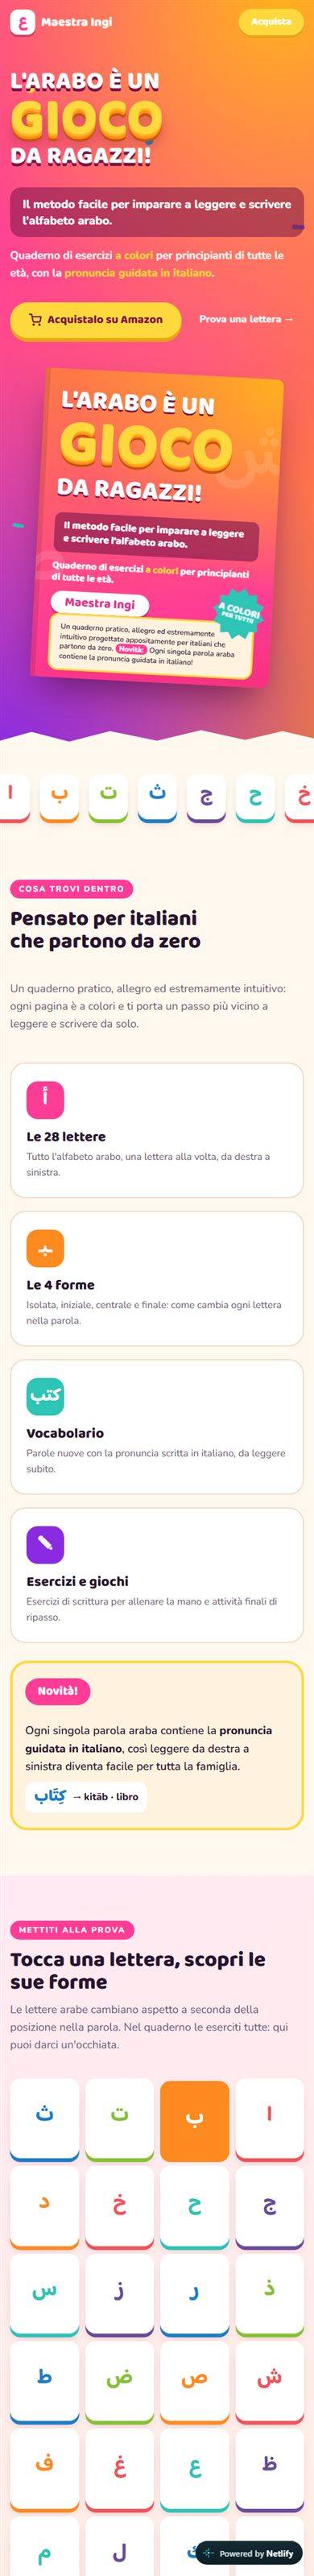 ع Maestra Ingi
Acquista
L'ARABO È UN
GIOCO
DA RAGAZZI!
Il metodo facile per imparare a leggere e scrivere
l'alfabeto arabo.
Quaderno di esercizi a colori per principianti di tutte le
età, con la pronuncia guidata in italiano.
Acquistalo su Amazon
Prova una lettera →
L'ARABO È UN
GIOCO
DA RAGAZZI!
ش
Il metodo facile per imparare a leggere
e scrivere l'alfabeto arabo.
Quaderno di esercizi a colori per principianti
di tutte le età.
Maestra Ingi
A COLORI
PER TUTTE
Un quaderno pratico, allegro ed estremamente
intuitivo progettato appositamente per italiani che
partono da zero. Novità: Ogni singola parola araba
contiene la pronuncia guidata in italiano!
ا ب ت ث ج ح خ
COSA TROVI DENTRO
Pensato per italiani
che partono da zero
Un quaderno pratico, allegro ed estremamente intuitivo:
ogni pagina è a colori e ti porta un passo più vicino a
leggere e scrivere da solo.
أ
Le 28 lettere
Tutto l'alfabeto arabo, una lettera alla volta, da destra a
sinistra.
ـبـ
Le 4 forme
Isolata, iniziale, centrale e finale: come cambia ogni lettera
nella parola.
كتب
Vocabolario
Parole nuove con la pronuncia scritta in italiano, da leggere
subito.
Esercizi e giochi
Esercizi di scrittura per allenare la mano e attività finali di
ripasso.
Novità!
Ogni singola parola araba contiene la pronuncia
guidata in italiano, così leggere da destra a
sinistra diventa facile per tutta la famiglia.
كِتَاب → kitāb · libro
METTITI ALLA PROVA
Tocca una lettera, scopri le
sue forme
Le lettere arabe cambiano aspetto a seconda della
posizione nella parola. Nel quaderno le eserciti tutte: qui
puoi darci un'occhiata.
ا ب ت ث
ج ح خ د
ذ ر ز س
ش ص ض ط
ظ ع غ ف
ل م
Powered by Netlify